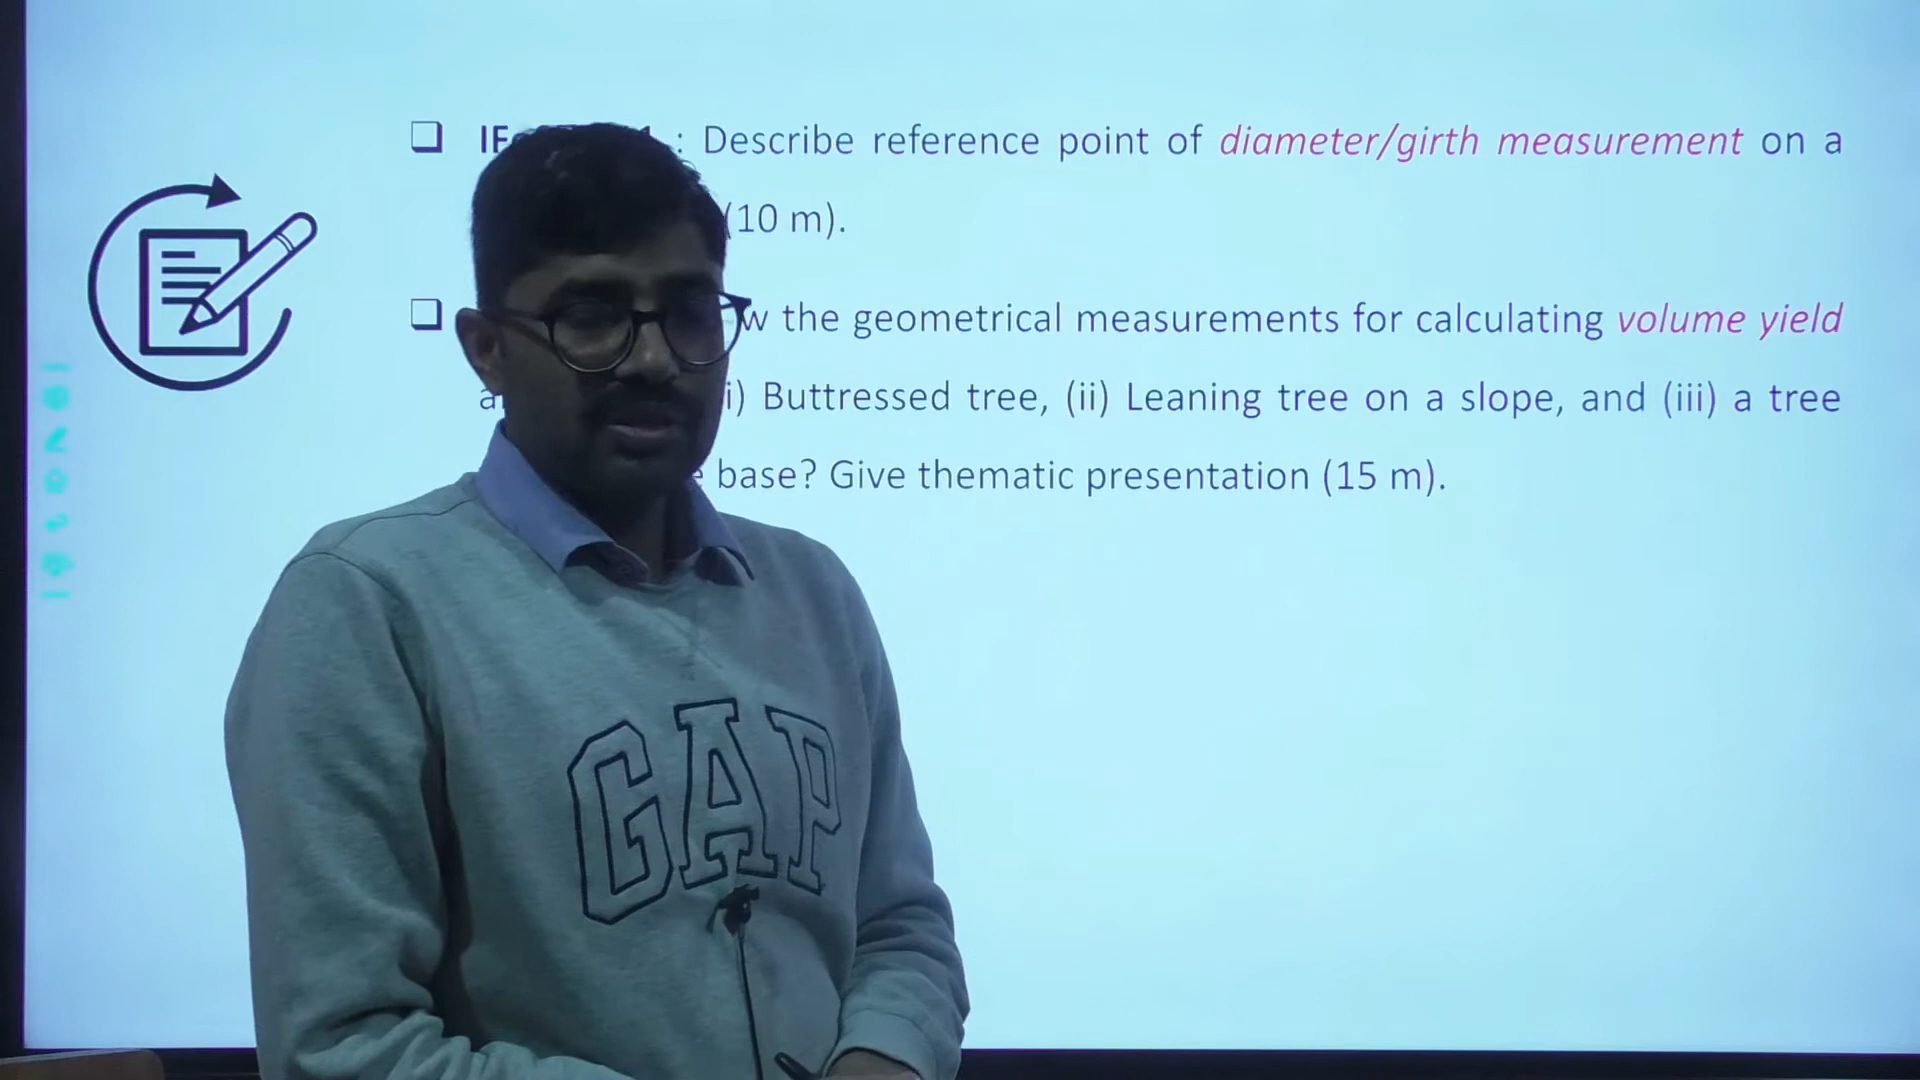 : Describe reference point of diameter/girth measurement on a
(10 m).
the geometrical measurements for calculating volume yield
i) Buttressed tree, (ii) Leaning tree on a slope, and (iii) a tree
base? Give thematic presentation (15 m).
GAP